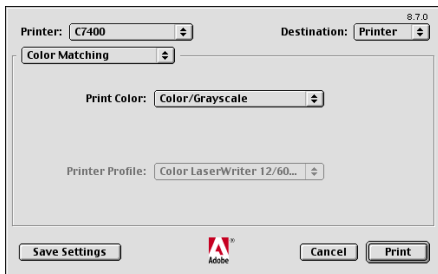 8.7.0
Printer: C7400 Destination: Printer
Color Matching
Print Color: Color/Grayscale
Printer Profile: Color LaserWriter 12/60...
Save Settings Adobe® Cancel Print